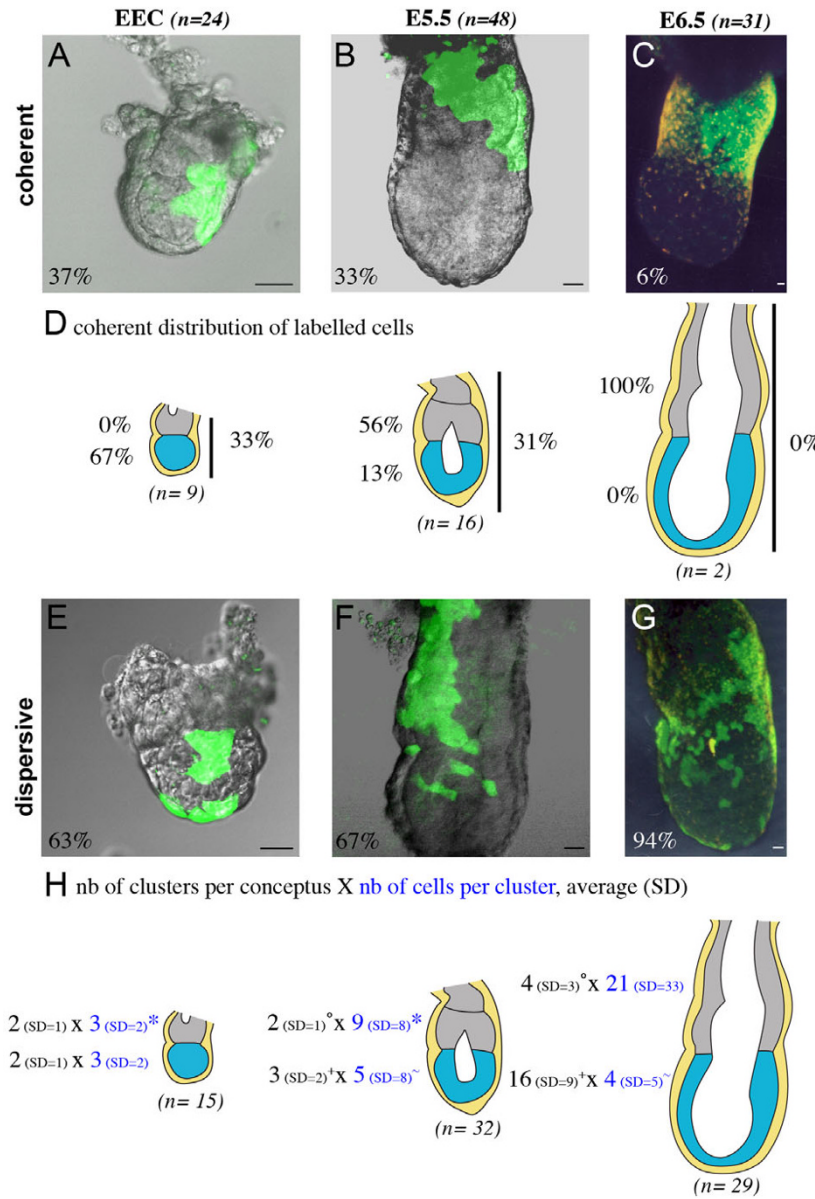 EEC (n=24) E5.5 (n=48) E6.5 (n=31)
coherent
A B C
37% 33% 6%
D coherent distribution of labelled cells
0%
67%
33%
(n= 9)
56%
13%
31%
(n= 16)
100%
0%
0%
(n= 2)
dispersive
E F G
63% 67% 94%
H nb of clusters per conceptus X nb of cells per cluster, average (SD)
2 (SD=1) x 3 (SD=2)*
2 (SD=1) x 3 (SD=2)
(n= 15)
2 (SD=1)°x 9 (SD=8)*
3 (SD=2)+x 5 (SD=8)~
(n= 32)
4 (SD=3)°x 21 (SD=33)
16 (SD=9)+x 4 (SD=5)~
(n= 29)